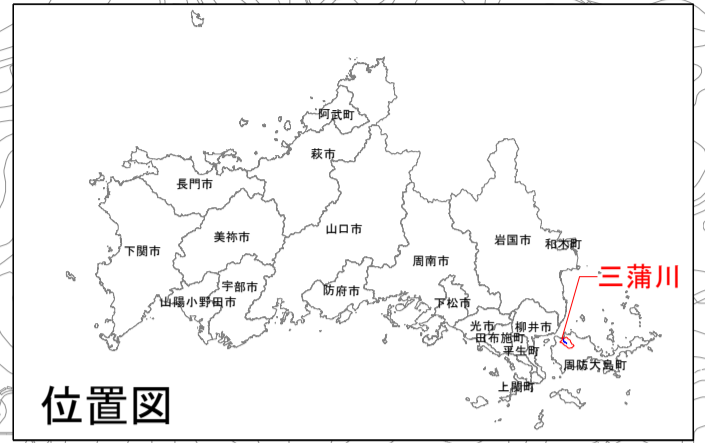 阿武町
萩市
長門市
山口市
岩国市
和木町
美祢市
下関市
周南市
三蒲川
宇部市
防府市
山陽小野田市
下松市
光市
柳井市
田布施町
平生町
周防大島町
上関町
位置図